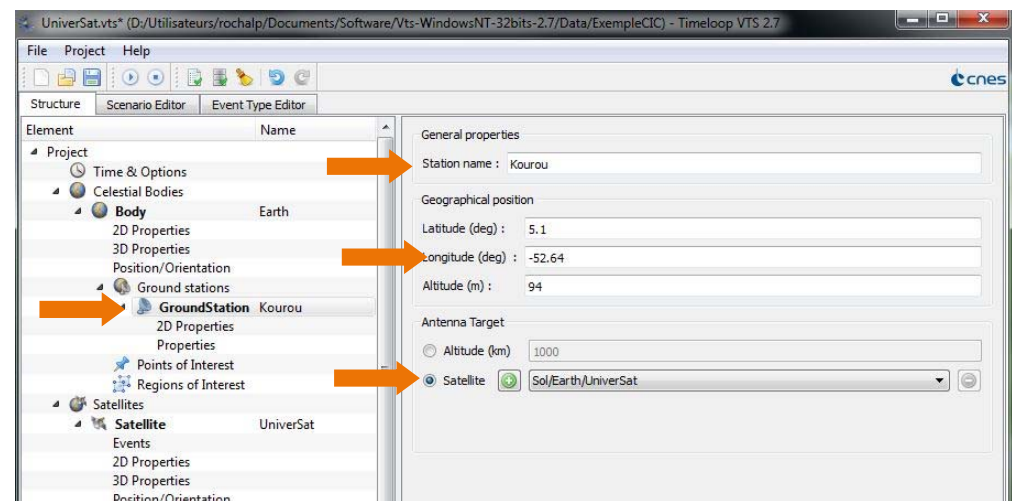 UniverSat.vts* (D:/Utilisateurs/rochalp/Documents/Software/Vts-WindowsNT-32bits-2.7/Data/ExempleCIC) - Timeloop VTS 2.7
File Project Help
cnes
Structure Scenario Editor Event Type Editor
Element Name
Project
Time & Options
Celestial Bodies
Body Earth
2D Properties
3D Properties
Position/Orientation
Ground stations
GroundStation Kourou
2D Properties
Properties
Points of Interest
Regions of Interest
Satellites
Satellite UniverSat
Events
2D Properties
3D Properties
Position/Orientation
General properties
Station name : Kourou
Geographical position
Latitude (deg) : 5.1
Longitude (deg) : -52.64
Altitude (m) : 94
Antenna Target
Altitude (km) 1000
Satellite Sol/Earth/UniverSat